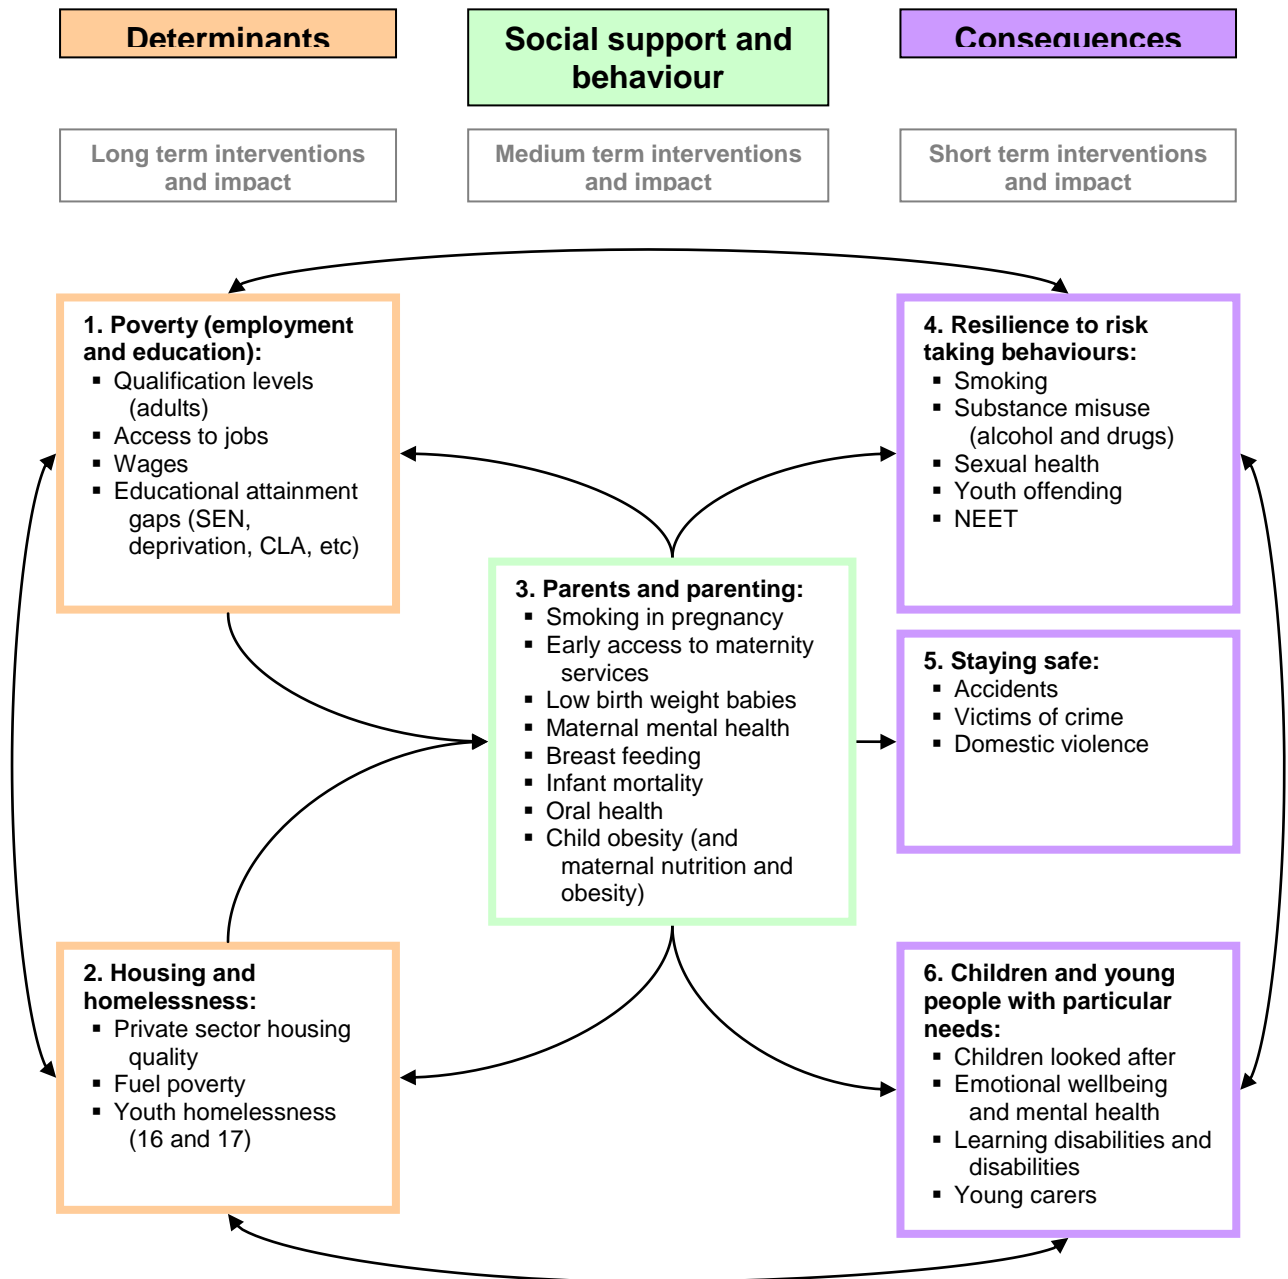 Determinants
Social support and
behaviour
Consequences
Long term interventions
and impact
Medium term interventions
and impact
Short term interventions
and impact
1. Poverty (employment
and education):
▪ Qualification levels
(adults)
▪ Access to jobs
▪ Wages
▪ Educational attainment
gaps (SEN,
deprivation, CLA, etc)
2. Housing and
homelessness:
▪ Private sector housing
quality
▪ Fuel poverty
▪ Youth homelessness
(16 and 17)
3. Parents and parenting:
▪ Smoking in pregnancy
▪ Early access to maternity
services
▪ Low birth weight babies
▪ Maternal mental health
▪ Breast feeding
▪ Infant mortality
▪ Oral health
▪ Child obesity (and
maternal nutrition and
obesity)
4. Resilience to risk
taking behaviours:
▪ Smoking
▪ Substance misuse
(alcohol and drugs)
▪ Sexual health
▪ Youth offending
▪ NEET
5. Staying safe:
▪ Accidents
▪ Victims of crime
▪ Domestic violence
6. Children and young
people with particular
needs:
▪ Children looked after
▪ Emotional wellbeing
and mental health
▪ Learning disabilities and
disabilities
▪ Young carers